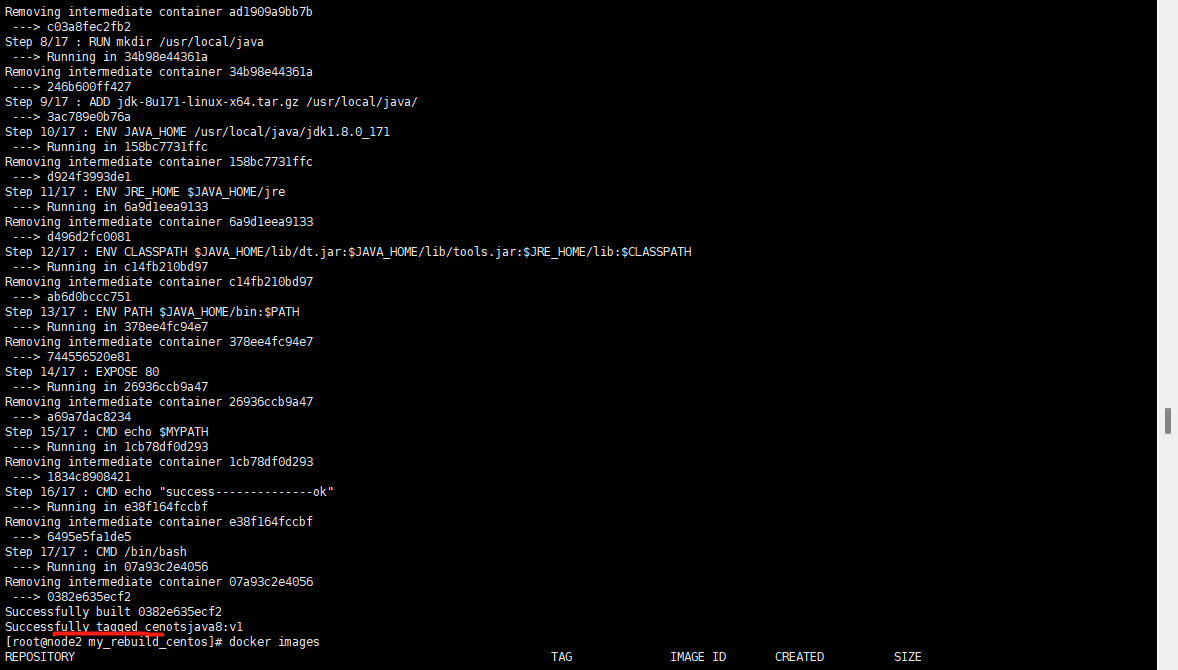 Removing intermediate container ad1909a9bb7b
---> c03a8fec2fb2
Step 8/17 : RUN mkdir /usr/local/java
---> Running in 34b98e44361a
Removing intermediate container 34b98e44361a
---> 246b600ff427
Step 9/17 : ADD jdk-8u171-linux-x64.tar.gz /usr/local/java/
---> 3ac789e0b76a
Step 10/17 : ENV JAVA_HOME /usr/local/java/jdk1.8.0_171
---> Running in 158bc7731ffc
Removing intermediate container 158bc7731ffc
---> d924f3993de1
Step 11/17 : ENV JRE_HOME $JAVA_HOME/jre
---> Running in 6a9d1eea9133
Removing intermediate container 6a9d1eea9133
---> d496d2fc0081
Step 12/17 : ENV CLASSPATH $JAVA_HOME/lib/dt.jar:$JAVA_HOME/lib/tools.jar:$JRE_HOME/lib:$CLASSPATH
---> Running in c14fb210bd97
Removing intermediate container c14fb210bd97
---> ab6d0bccc751
Step 13/17 : ENV PATH $JAVA_HOME/bin:$PATH
---> Running in 378ee4fc94e7
Removing intermediate container 378ee4fc94e7
---> 744556520e81
Step 14/17 : EXPOSE 80
---> Running in 26936ccb9a47
Removing intermediate container 26936ccb9a47
---> a69a7dac8234
Step 15/17 : CMD echo $MYPATH
---> Running in 1cb78df0d293
Removing intermediate container 1cb78df0d293
---> 1834c8908421
Step 16/17 : CMD echo "success--------------ok"
---> Running in e38f164fccbf
Removing intermediate container e38f164fccbf
---> 6495e5fa1de5
Step 17/17 : CMD /bin/bash
---> Running in 07a93c2e4056
Removing intermediate container 07a93c2e4056
---> 0382e635ecf2
Successfully built 0382e635ecf2
Successfully tagged cenotsjava8:v1
[root@node2 my_rebuild_centos]# docker images
REPOSITORY TAG IMAGE ID CREATED SIZE